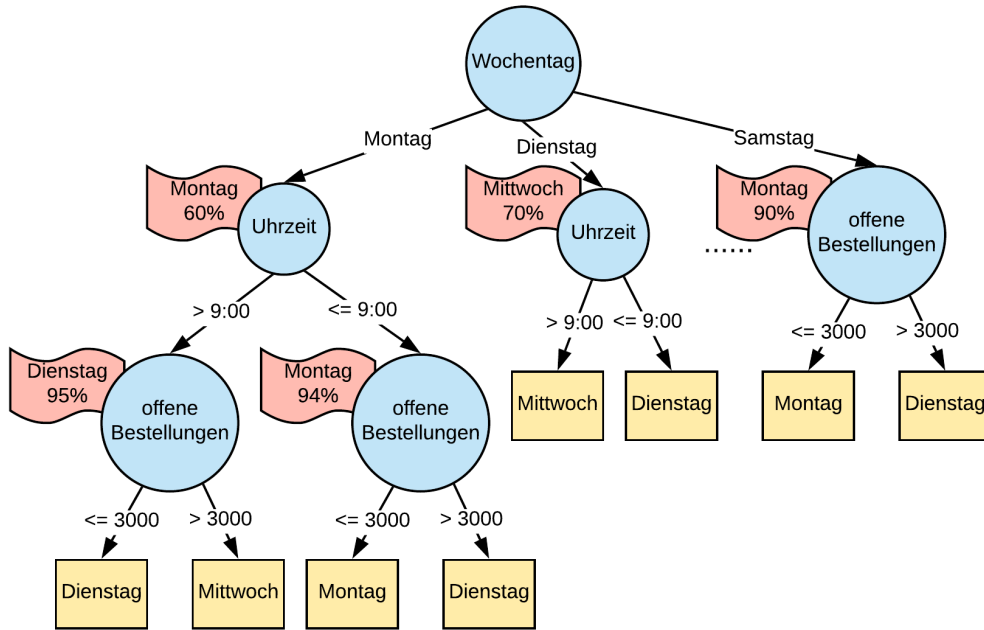 Wochentag
Montag
Dienstag
Samstag
Montag
60%
Uhrzeit
Mittwoch
70%
Uhrzeit
......
Montag
90%
offene
Bestellungen
> 9:00
<= 9:00
> 9:00
<= 9:00
<= 3000
> 3000
Dienstag
95%
offene
Bestellungen
Montag
94%
offene
Bestellungen
Mittwoch
Dienstag
Montag
Dienstag
<= 3000
> 3000
<= 3000
> 3000
Dienstag
Mittwoch
Montag
Dienstag